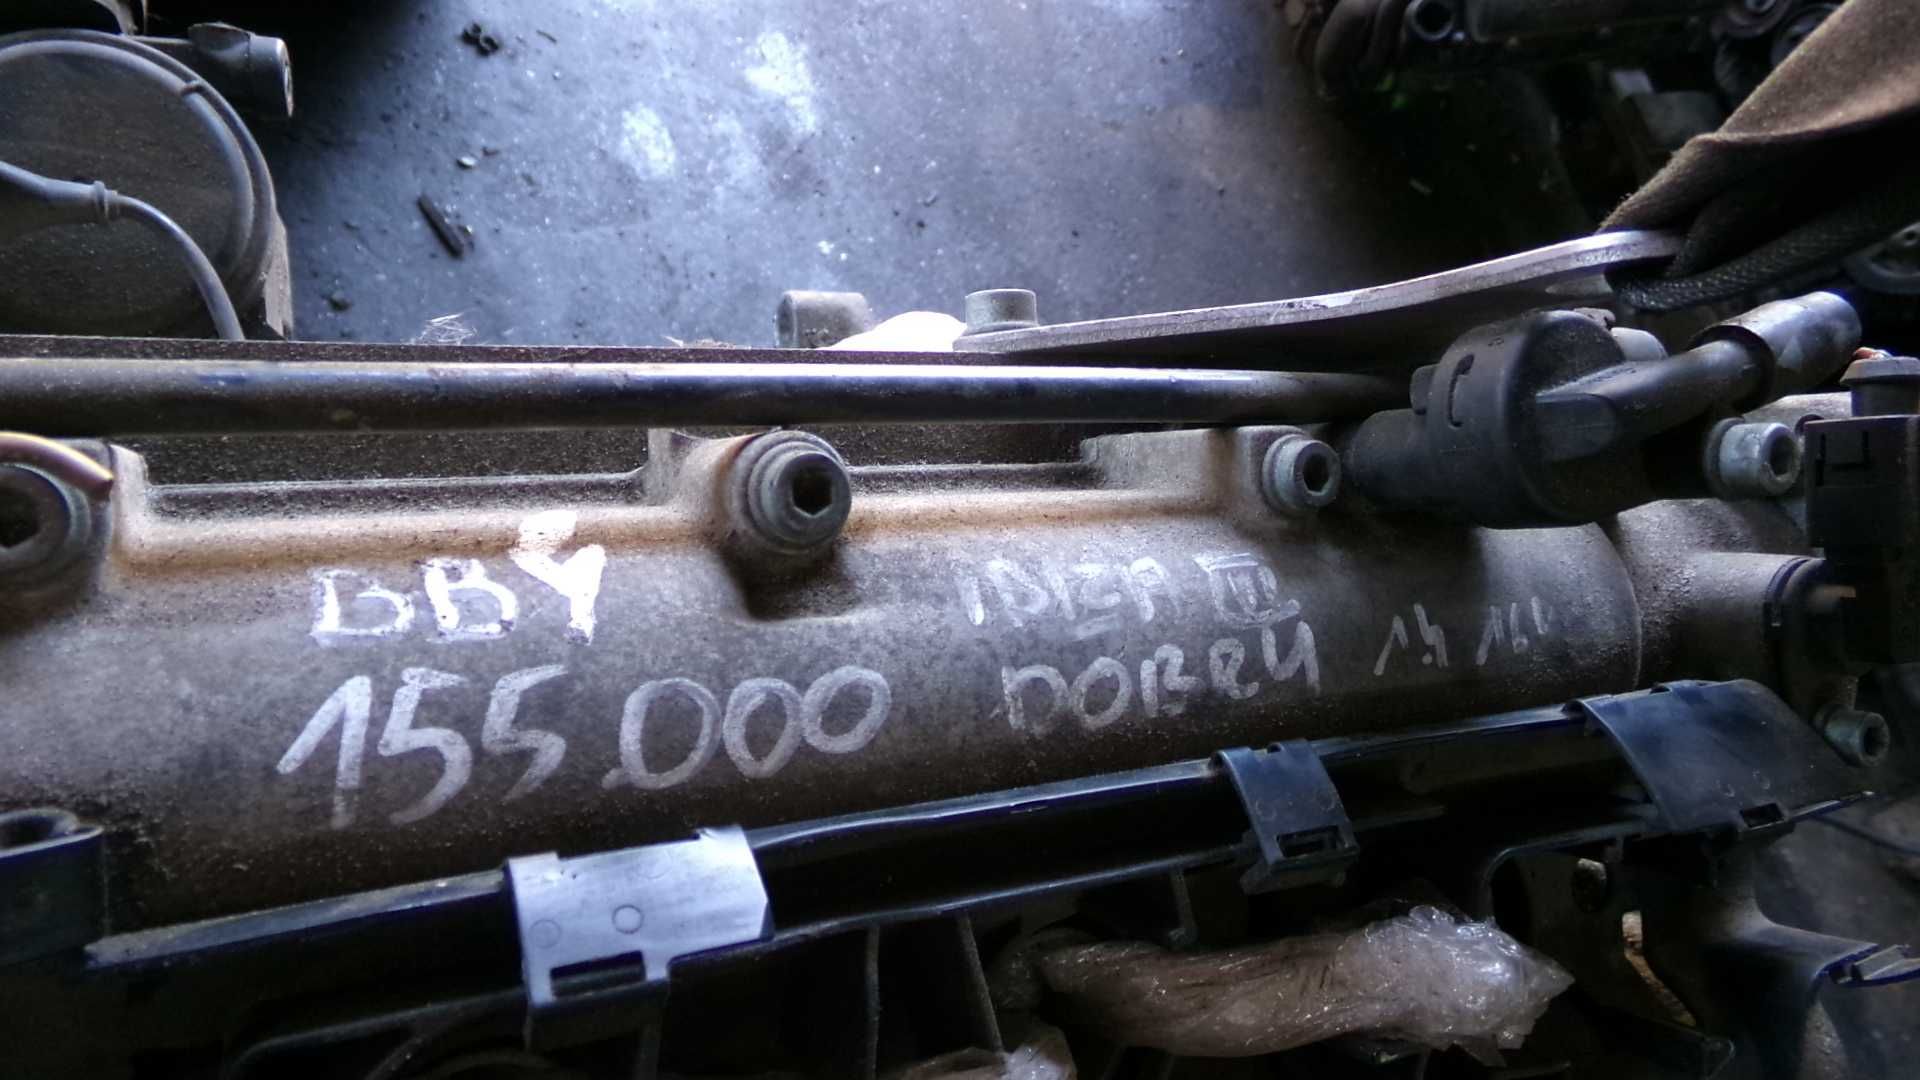 BBY
155.000
IBIZA III
DOBRY 1.4 16V